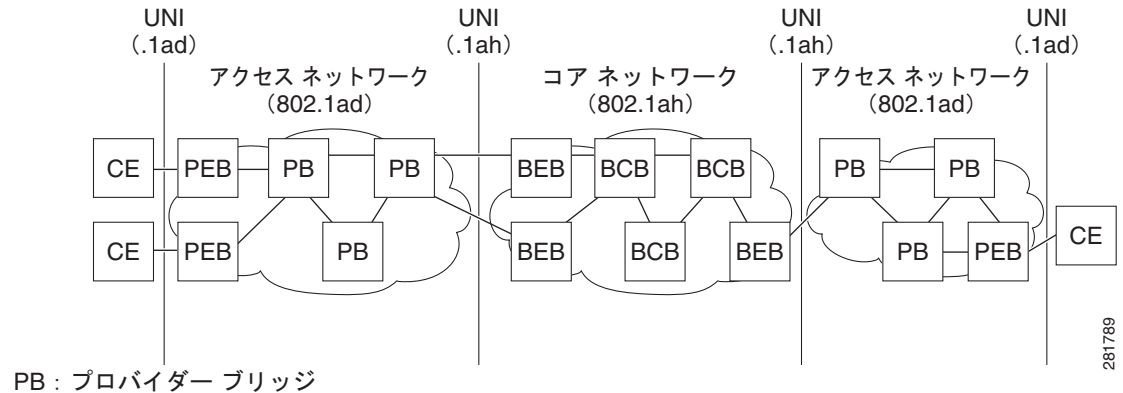 UNI UNI UNI UNI
(.1ad) (.1ah) (.1ah) (.1ad)
アクセス ネットワーク コア ネットワーク アクセス ネットワーク
(802.1ad) (802.1ah) (802.1ad)
CE PEB PB PB BEB BCB BCB PB PB
CE PEB PB BEB BCB BEB PB PEB CE
281789
PB：プロバイダー ブリッジ